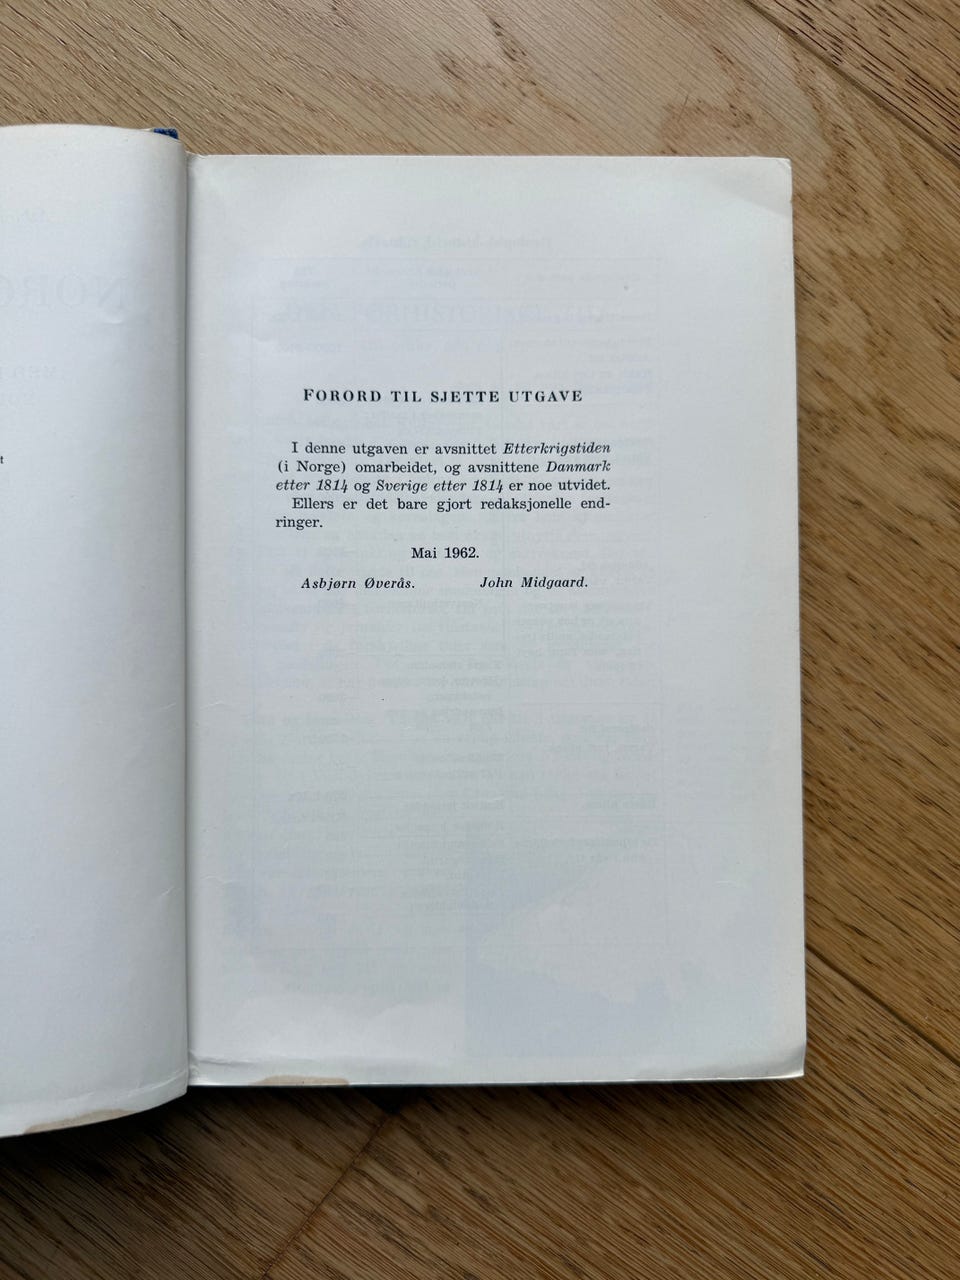 FORORD TIL SJETTE UTGAVE
I denne utgaven er avsnittet Etterkrigstiden
(i Norge) omarbeidet, og avsnittene Danmark
etter 1814 og Sverige etter 1814 er noe utvidet.
Ellers er det bare gjort redaksjonelle end-
ringer.
Mai 1962.
Asbjørn Øverås. John Midgaard.